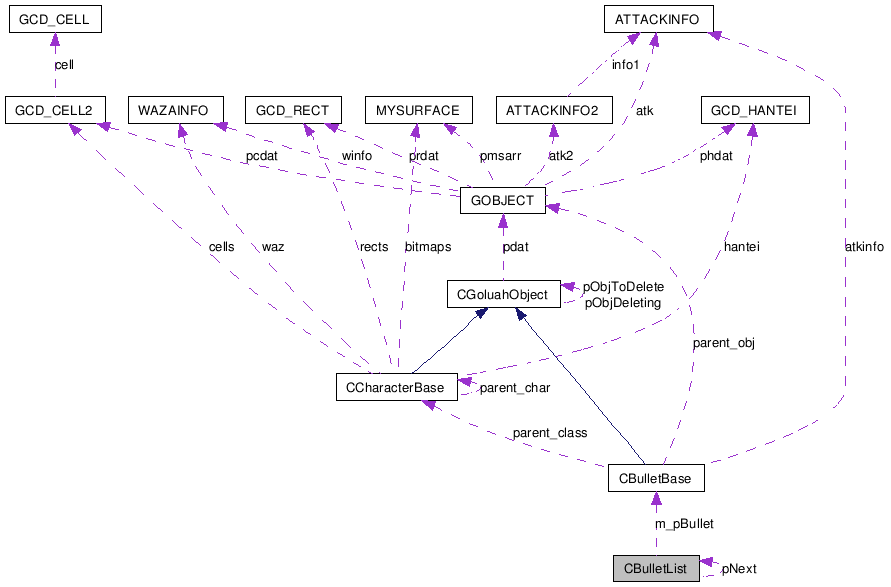 GCD_CELL
ATTACKINFO
cell
info1
GCD_CELL2
WAZAINFO
GCD_RECT
MYSURFACE
ATTACKINFO2
GCD_HANTEI
atk
pcdat
winfo
prdat
pmsarr
atk2
phdat
GOBJECT
cells
waz
rects
bitmaps
pdat
hantei
atkinfo
CGoluahObject
pObjToDelete
pObjDeleting
parent_obj
CCharacterBase
parent_char
parent_class
CBulletBase
m_pBullet
CBulletList
pNext